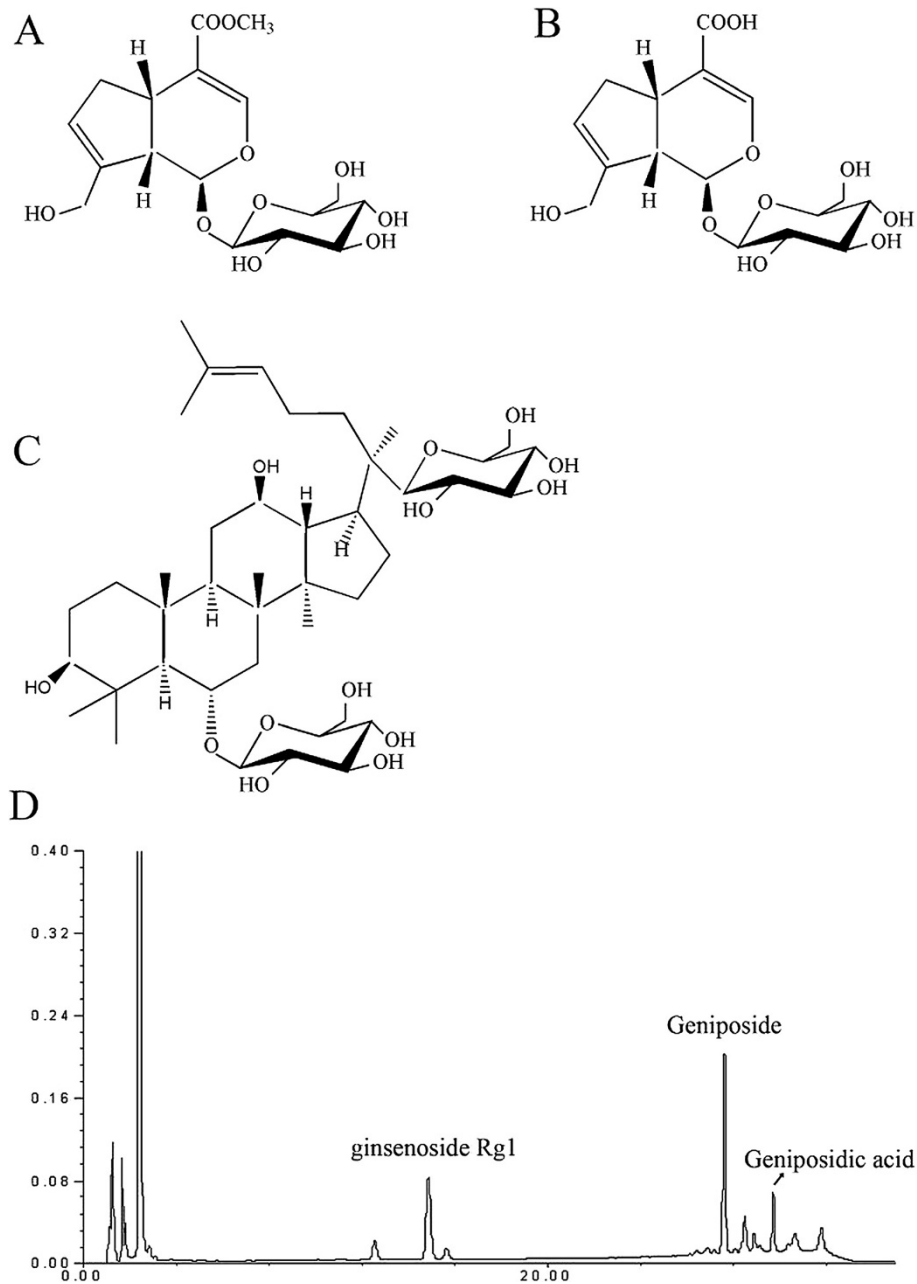 A
COOCH3
H
O
H
HO
O
O
OH
OH
OH
HO
B
COOH
H
O
H
HO
O
O
OH
OH
OH
HO
C
OH
O
OH
OH
HO
OH
H
H
H
HO
H
O
O
OH
OH
OH
HO
D
0.40
0.32
0.24
0.16
0.08
0.00
Geniposide
ginsenoside Rg1
Geniposidic acid
0.00
20.00